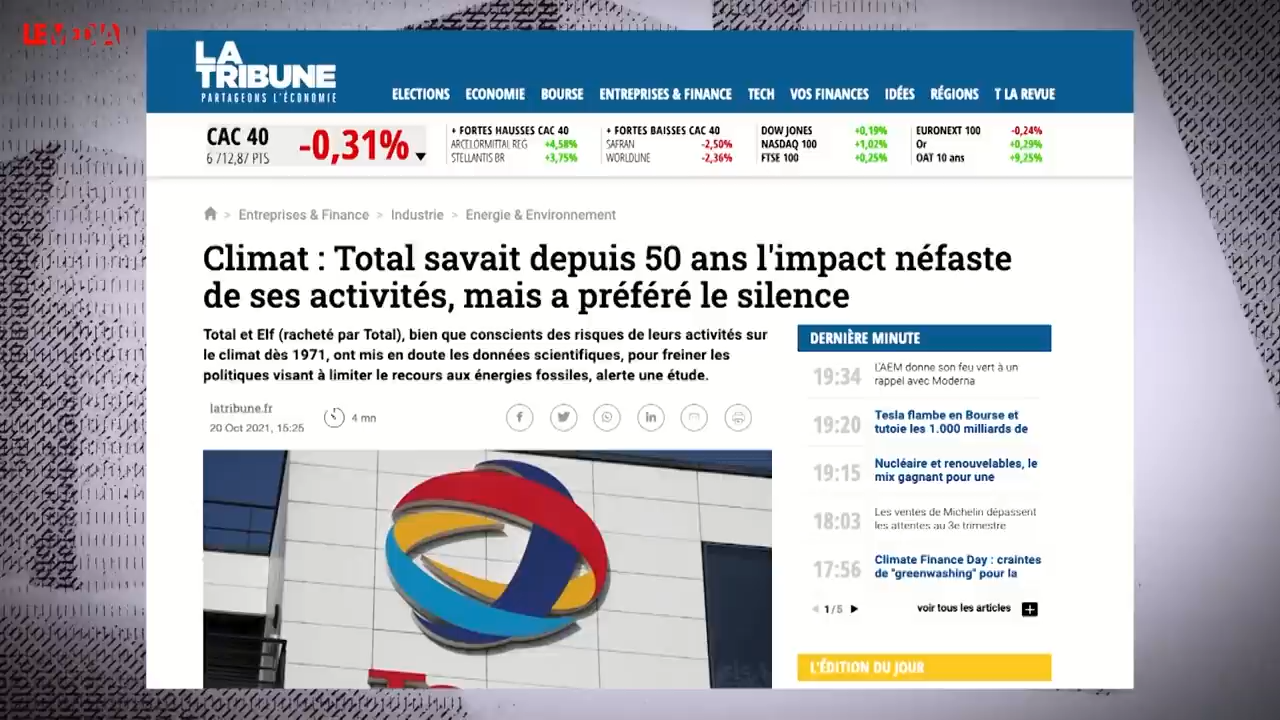 LE MEDIA
LA
TRIBUNE
PARTAGEONS L'ÉCONOMIE
ELECTIONS ECONOMIE BOURSE ENTREPRISES & FINANCE TECH VOS FINANCES IDÉES RÉGIONS T LA REVUE
CAC 40
6 712,87 PTS
-0,31%
+ FORTES HAUSSES CAC 40
ARCELORMITTAL REG +4,58%
STELLANTIS BR +3,75%
+ FORTES BAISSES CAC 40
SAFRAN -2,50%
WORLDLINE -2,36%
DOW JONES +0,19%
NASDAQ 100 +1,02%
FTSE 100 +0,25%
EURONEXT 100 -0,24%
Or +0,29%
OAT 10 ans +9,25%
> Entreprises & Finance > Industrie > Energie & Environnement
Climat : Total savait depuis 50 ans l'impact néfaste
de ses activités, mais a préféré le silence
Total et Elf (racheté par Total), bien que conscients des risques de leurs activités sur
le climat dès 1971, ont mis en doute les données scientifiques, pour freiner les
politiques visant à limiter le recours aux énergies fossiles, alerte une étude.
latribune.fr
20 Oct 2021, 15:25
4 mn
DERNIÈRE MINUTE
19:34 L'AEM donne son feu vert à un
rappel avec Moderna
19:20 Tesla flambe en Bourse et
tutoie les 1.000 milliards de
19:15 Nucléaire et renouvelables, le
mix gagnant pour une
18:03 Les ventes de Michelin dépassent
les attentes au 3e trimestre
17:56 Climate Finance Day : craintes
de "greenwashing" pour la
1 / 5
voir tous les articles
L'ÉDITION DU JOUR